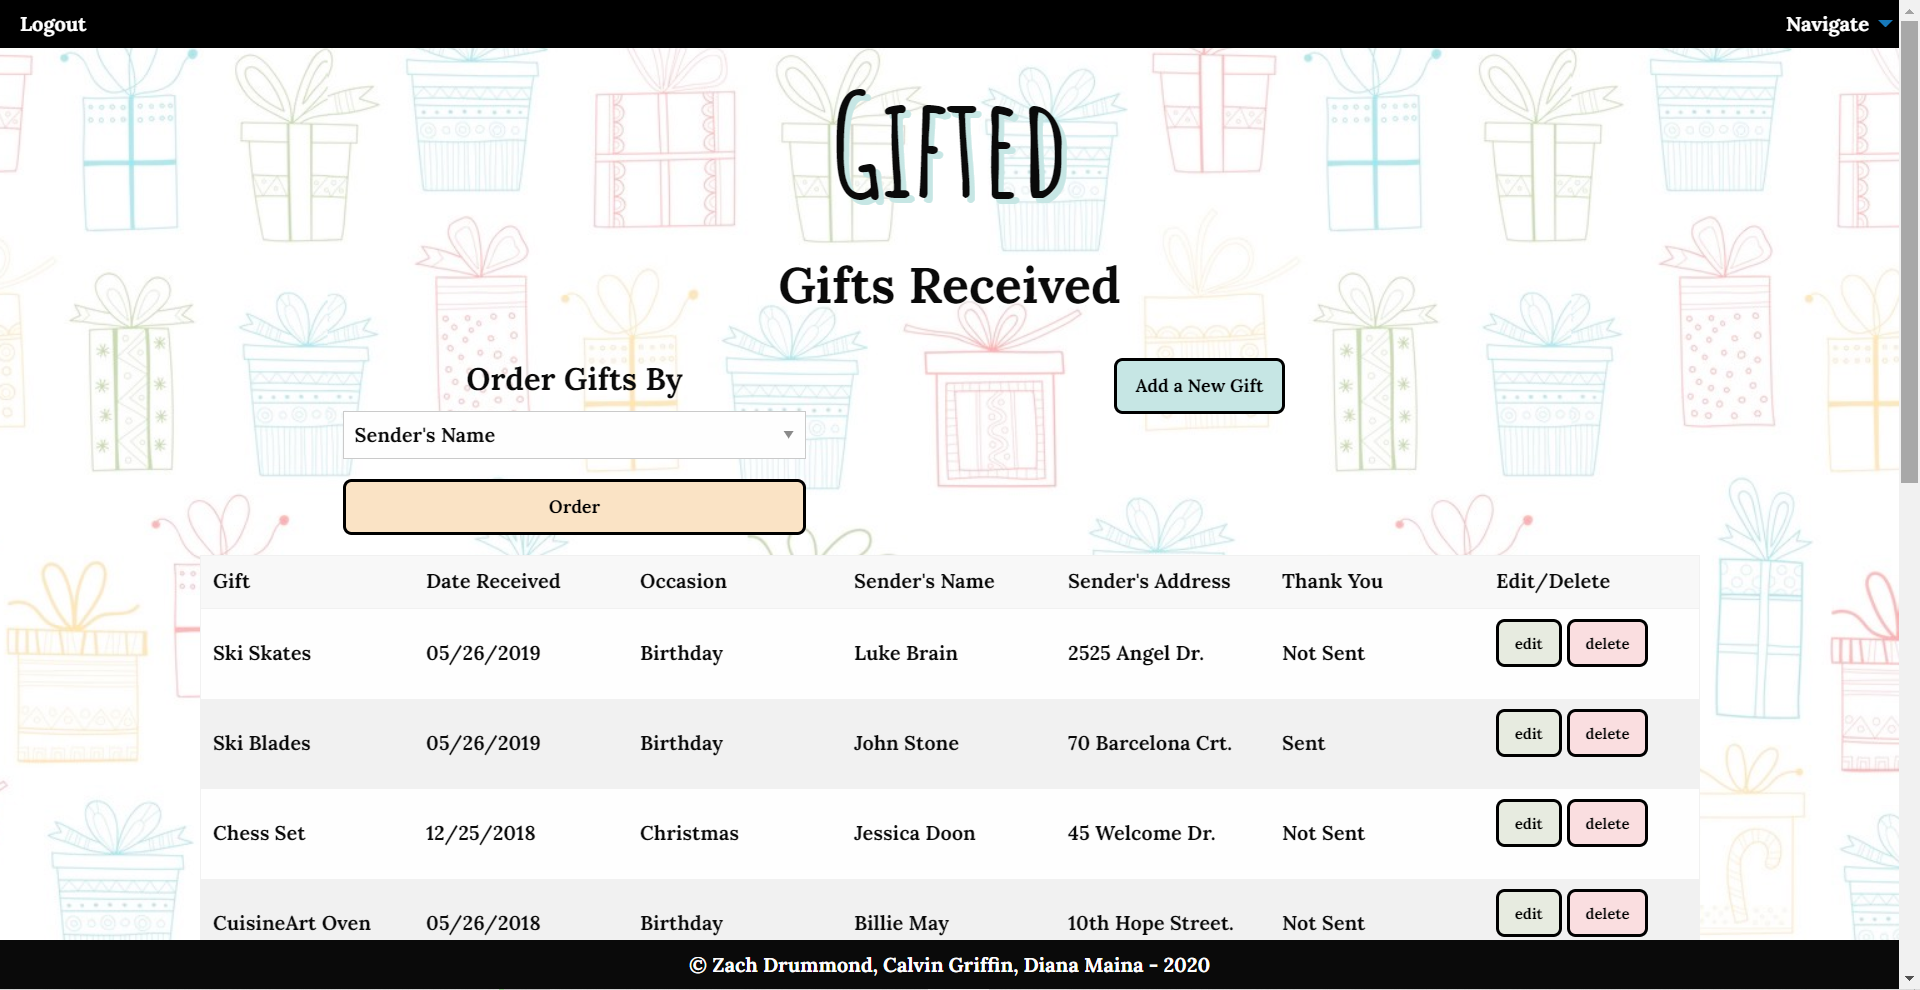 Logout
Navigate
GIFTED
Gifts Received
Order Gifts By
Add a New Gift
Sender's Name
Order
Gift Date Received Occasion Sender's Name Sender's Address Thank You Edit/Delete
Ski Skates 05/26/2019 Birthday Luke Brain 2525 Angel Dr. Not Sent edit delete
Ski Blades 05/26/2019 Birthday John Stone 70 Barcelona Crt. Sent edit delete
Chess Set 12/25/2018 Christmas Jessica Doon 45 Welcome Dr. Not Sent edit delete
CuisineArt Oven 05/26/2018 Birthday Billie May 10th Hope Street. Not Sent edit delete
© Zach Drummond, Calvin Griffin, Diana Maina - 2020